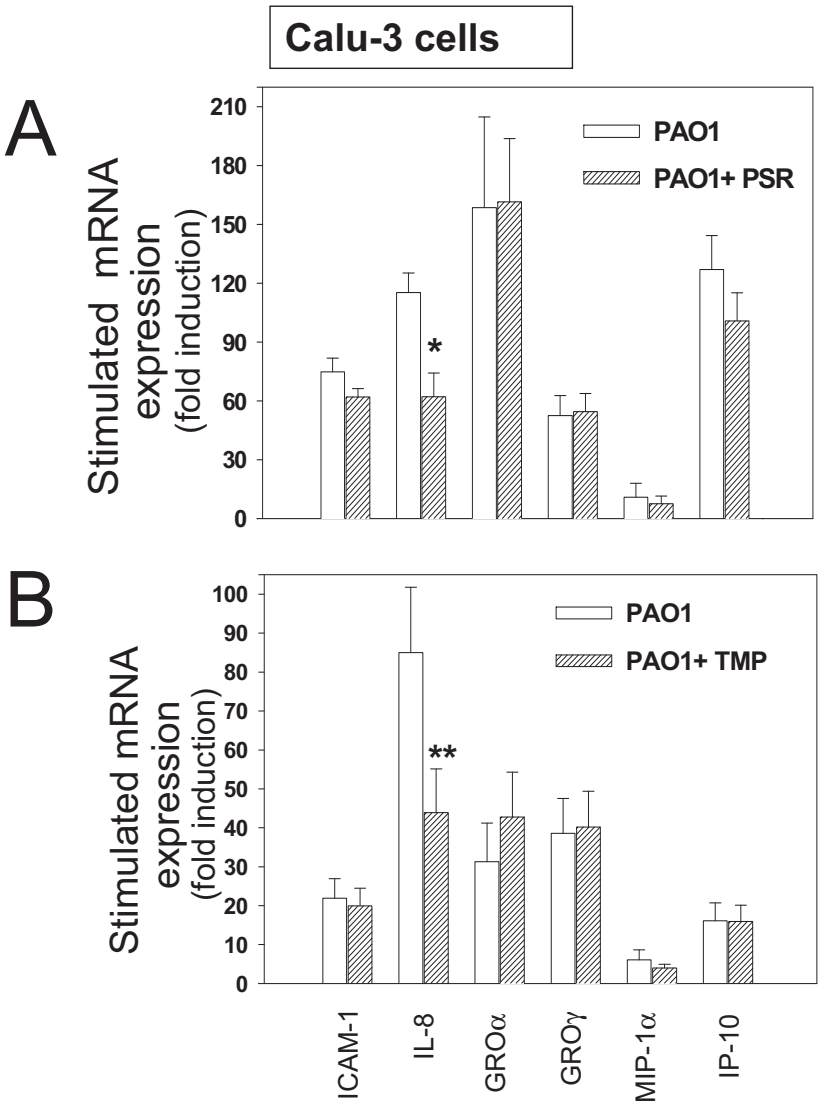 Calu-3 cells
A
Stimulated mRNA
expression
(fold induction)
210
180
150
120
90
60
30
0
PAO1
PAO1+ PSR
*
B
Stimulated mRNA
expression
(fold induction)
100
90
80
70
60
50
40
30
20
10
0
PAO1
PAO1+ TMP
**
ICAM-1
IL-8
GROα
GROγ
MIP-1α
IP-10